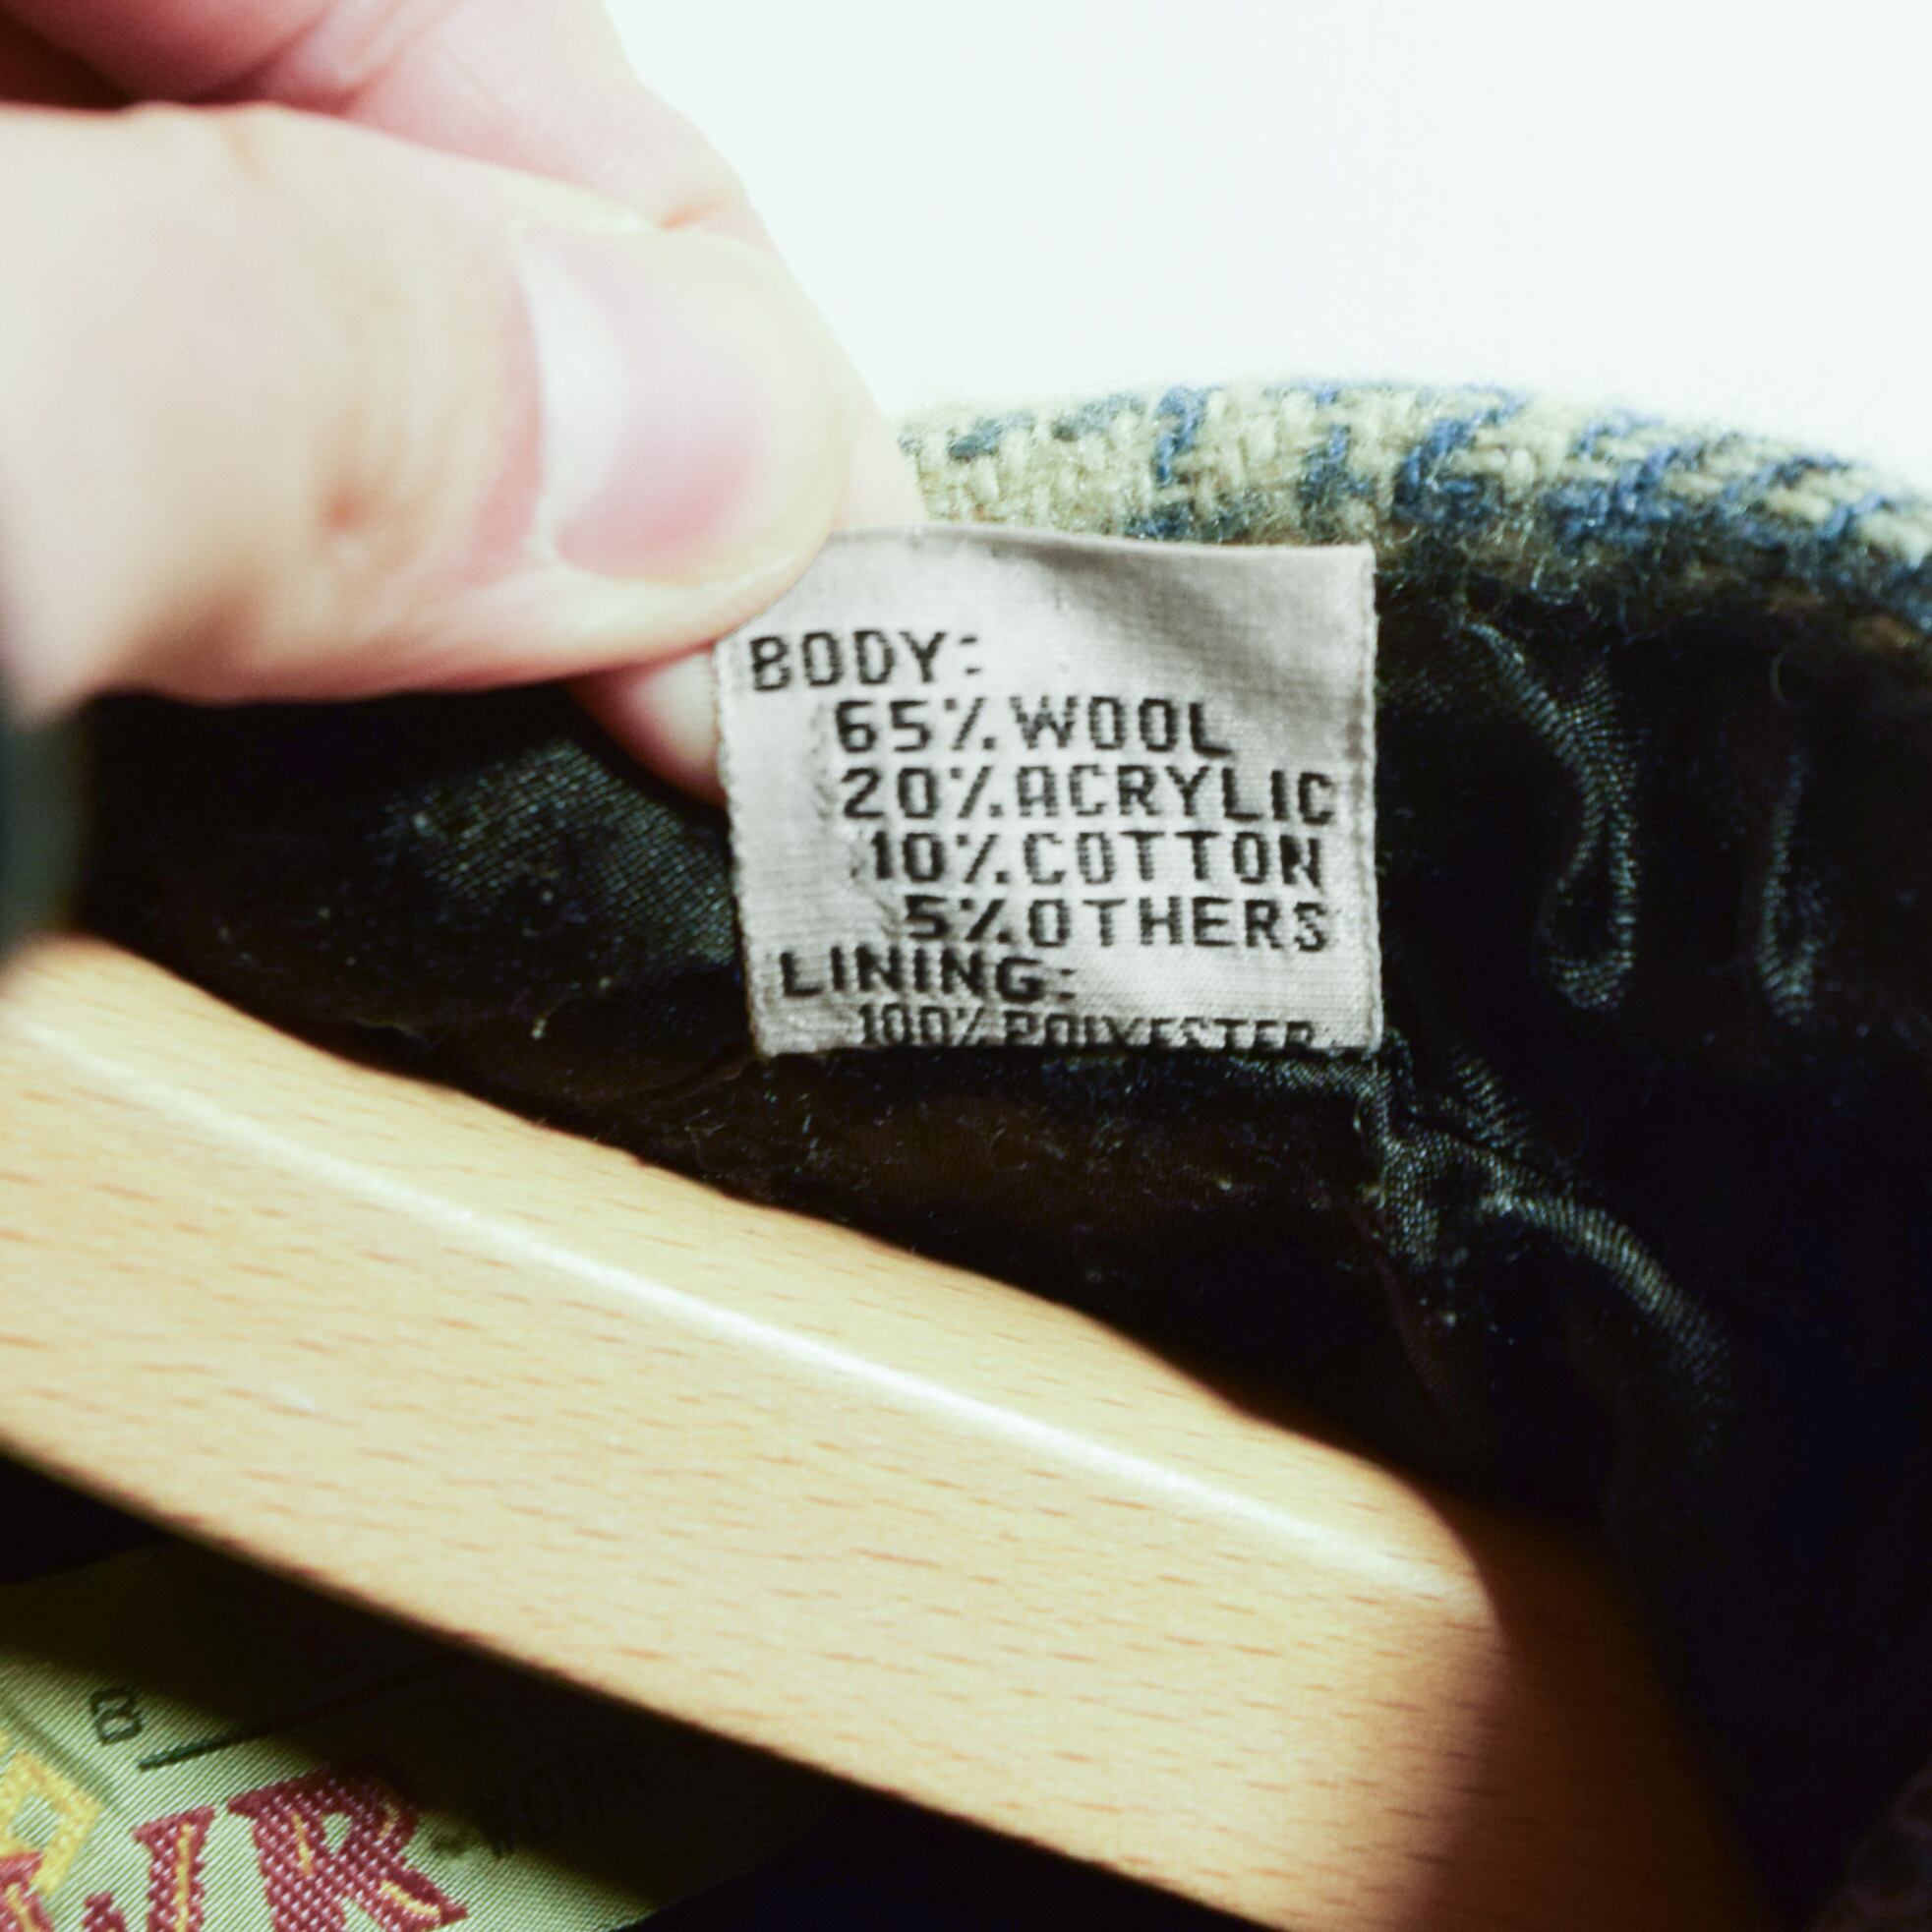 BODY:
65% WOOL
20% ACRYLIC
10% COTTON
5% OTHERS
LINING:
100% POLYESTER